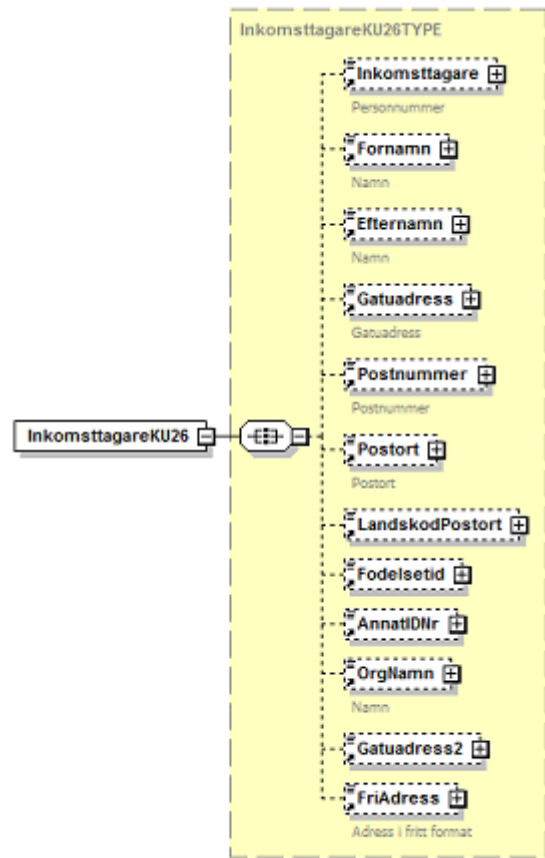 InkomsttagareKU26TYPE
Inkomsttagare
Personnummer
Fornamn
Namn
Efternamn
Namn
Gatuadress
Gatuadress
Postnummer
Postnummer
InkomsttagareKU26
Postort
Postort
LandskodPostort
Fodelsetid
AnnatIDNr
OrgNamn
Namn
Gatuadress2
FriAdress
Adress i fritt format